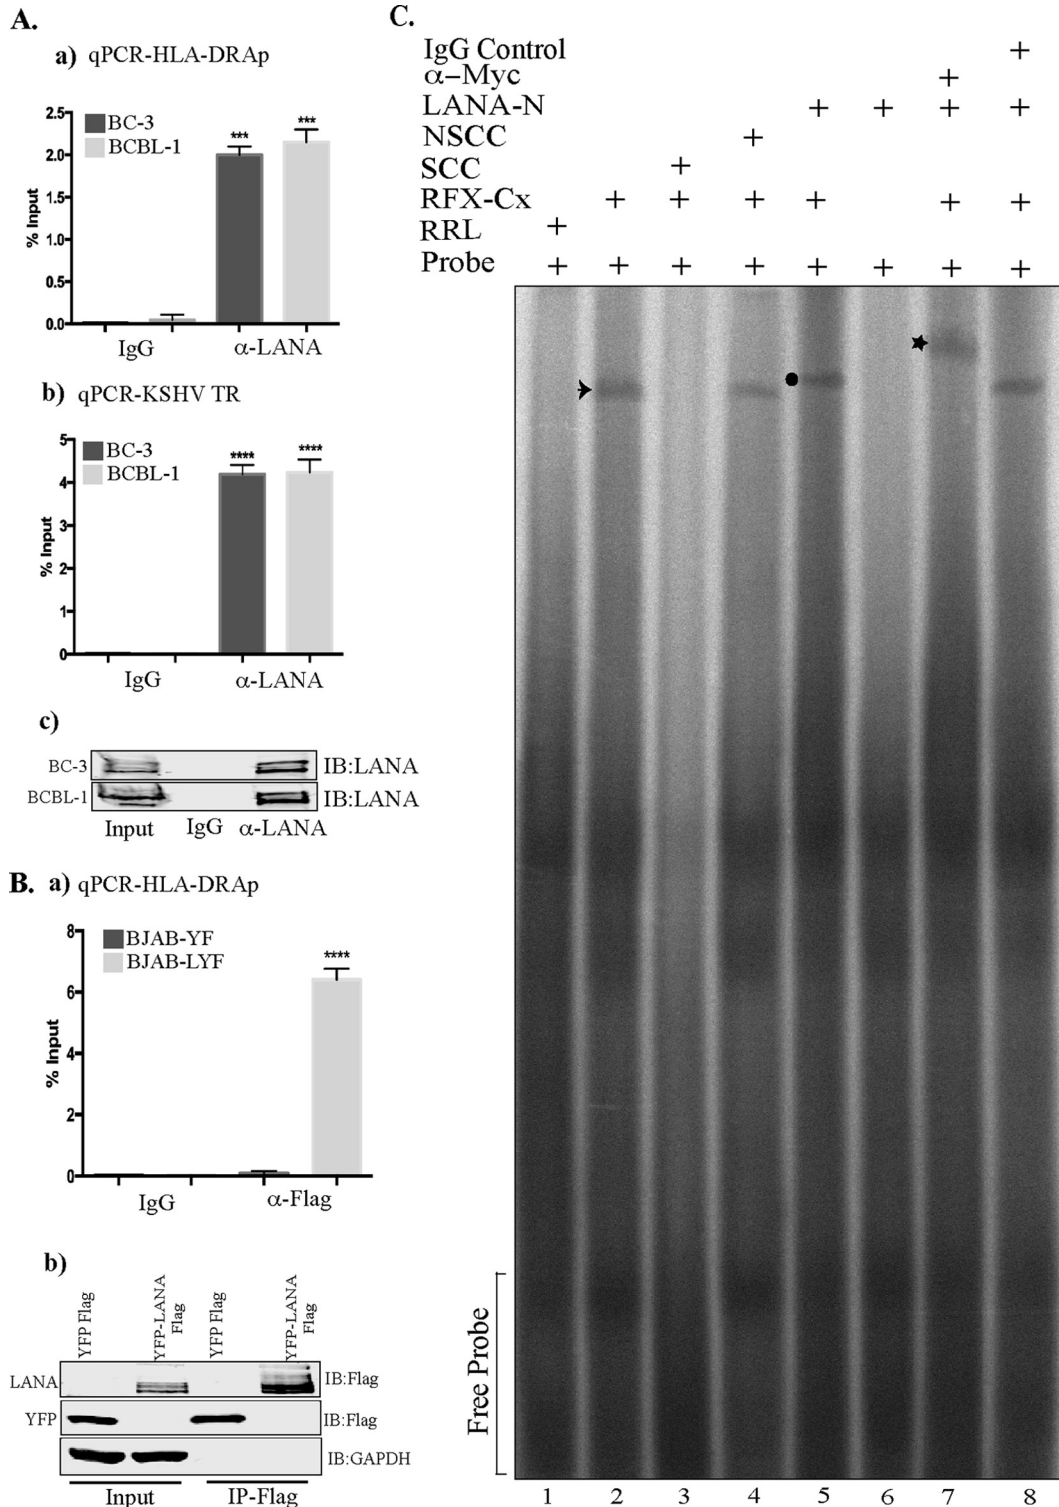 A.
a) qPCR-HLA-DRAp
BC-3
BCBL-1
% Input
2.5
2.0
1.5
1.0
0.5
0.0
***
***
IgG
α-LANA
b) qPCR-KSHV TR
BC-3
BCBL-1
% Input
5
4
3
2
1
0
****
****
IgG
α-LANA
c)
BC-3
IB:LANA
BCBL-1
IB:LANA
Input IgG α-LANA
B. a) qPCR-HLA-DRAp
BJAB-YF
BJAB-LYF
% Input
8
6
4
2
0
****
IgG
α-Flag
b)
YFP Flag
YFP-LANA Flag
YFP Flag
YFP-LANA Flag
LANA
IB:Flag
YFP
IB:Flag
IB:GAPDH
Input
IP-Flag
C.
IgG Control +
α–Myc +
LANA-N + + + +
NSCC +
SCC +
RFX-Cx + + + + + +
RRL +
Probe + + + + + + + +
Free Probe
1 2 3 4 5 6 7 8